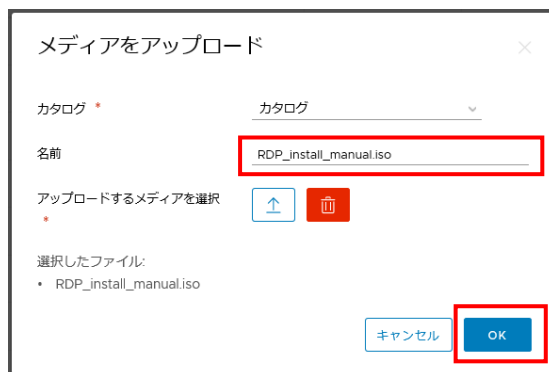 メディアをアップロード
カタログ *
カタログ
名前
RDP_install_manual.iso
アップロードするメディアを選択
*
選択したファイル:
• RDP_install_manual.iso
キャンセル
OK